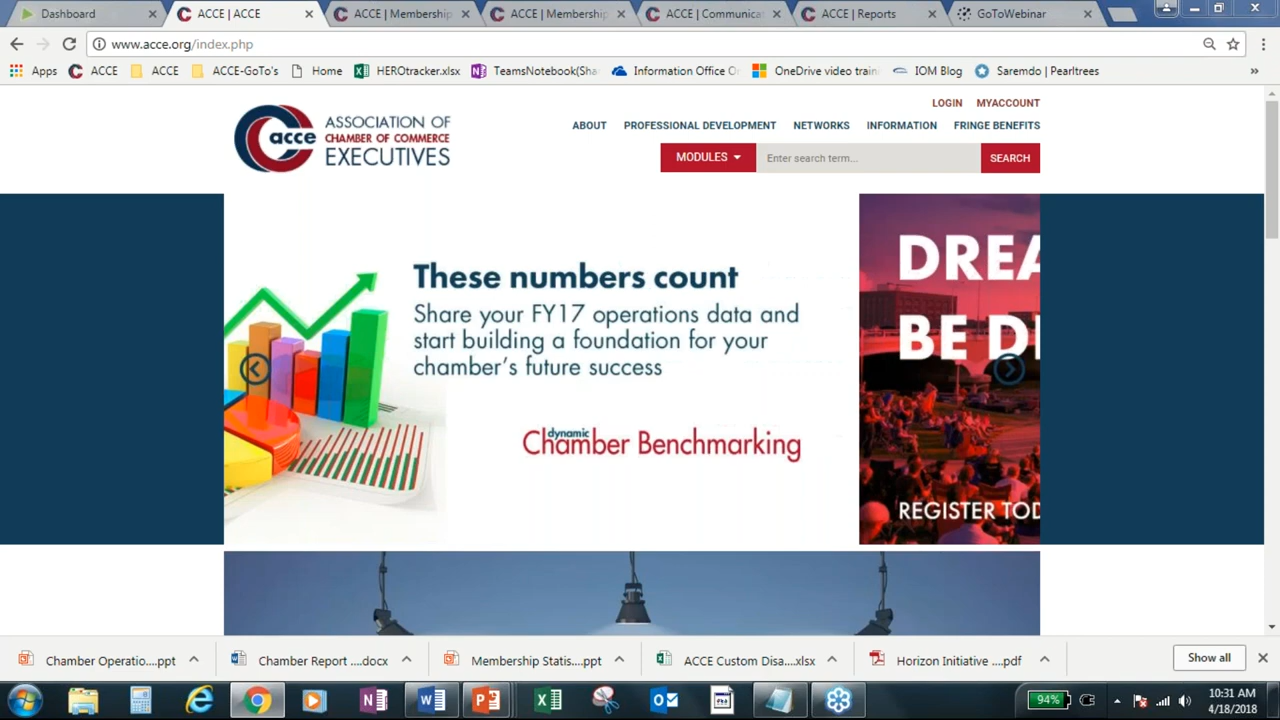 Dashboard
ACCE | ACCE
ACCE | Membership
ACCE | Membership
ACCE | Communica
ACCE | Reports
GoToWebinar
www.acce.org/index.php
Apps
ACCE
ACCE
ACCE-GoTo's
Home
HEROtracker.xlsx
TeamsNotebook(Sha
Information Office O
OneDrive video train
IOM Blog
Saremdo | Pearltrees
»
LOGIN MYACCOUNT
acce
ASSOCIATION OF
CHAMBER OF COMMERCE
EXECUTIVES
ABOUT PROFESSIONAL DEVELOPMENT NETWORKS INFORMATION FRINGE BENEFITS
MODULES
Enter search term...
SEARCH
These numbers count
Share your FY17 operations data and
start building a foundation for your
chamber's future success
dynamic
Chamber Benchmarking
DREA
BE D
REGISTER TOD
Chamber Operatio....ppt
Chamber Report ....docx
Membership Statis....ppt
ACCE Custom Disa....xlsx
Horizon Initiative ....pdf
Show all
94%
10:31 AM
4/18/2018